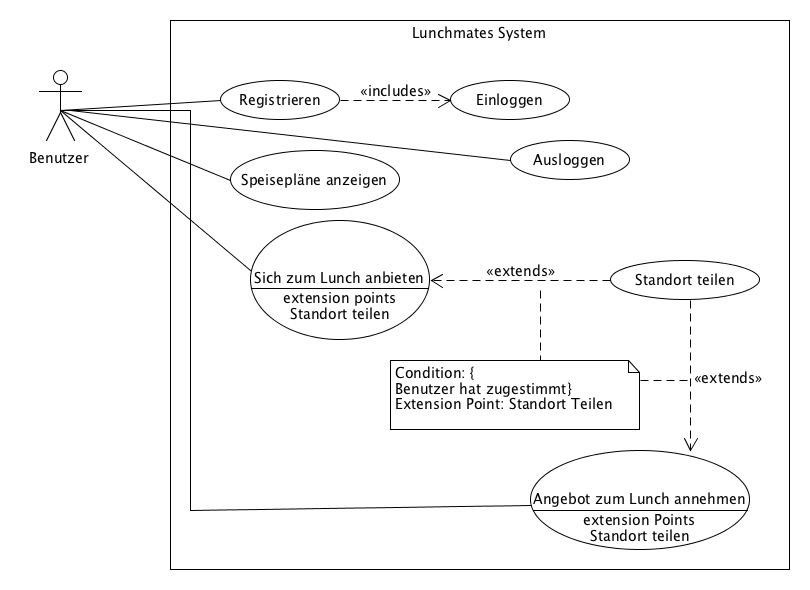 Lunchmates System
Benutzer
Registrieren
«includes»
Einloggen
Ausloggen
Speisepläne anzeigen
Sich zum Lunch anbieten
extension points
Standort teilen
«extends»
Standort teilen
Condition: {
Benutzer hat zugestimmt}
Extension Point: Standort Teilen
«extends»
Angebot zum Lunch annehmen
extension Points
Standort teilen